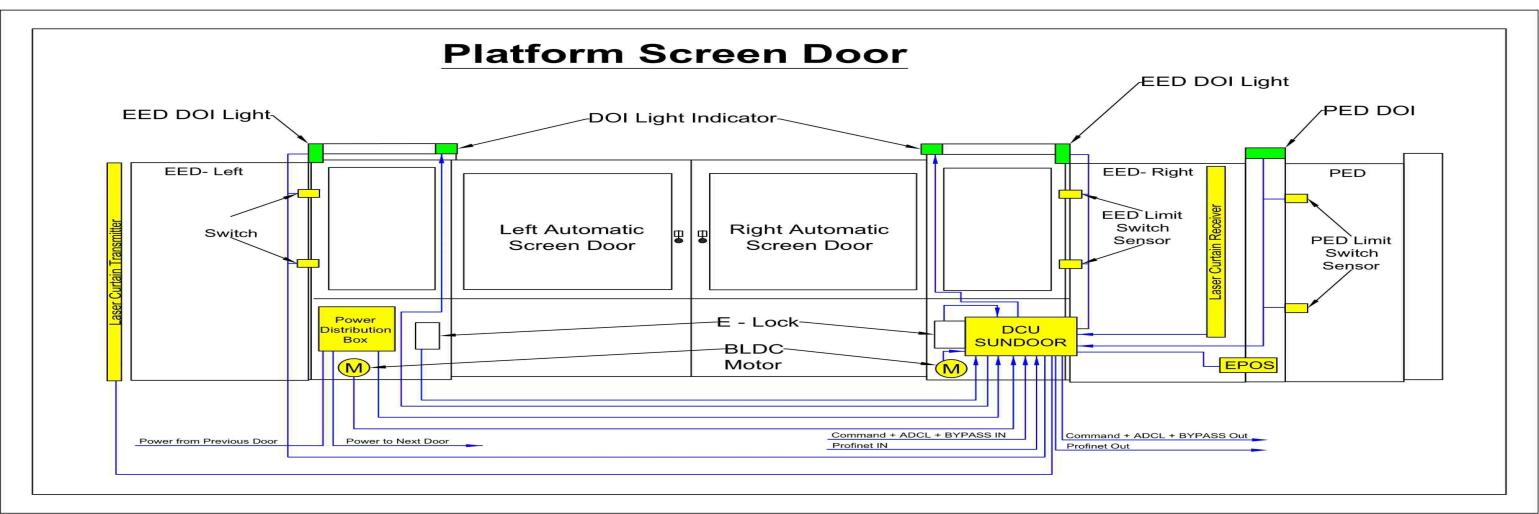 Platform Screen Door
EED DOI Light
DOI Light Indicator
EED DOI Light
PED DOI
EED- Left
EED- Right
PED
Laser Curtain Transmitter
Switch
Left Automatic
Screen Door
Right Automatic
Screen Door
EED Limit
Switch
Sensor
Laser Curtain Receiver
PED Limit
Switch
Sensor
Power
Distribution
Box
E - Lock
DCU
SUNDOOR
BLDC
Motor
M
M
EPOS
Power from Previous Door
Power to Next Door
Command + ADCL + BYPASS IN
Profinet IN
Command + ADCL + BYPASS Out
Profinet Out